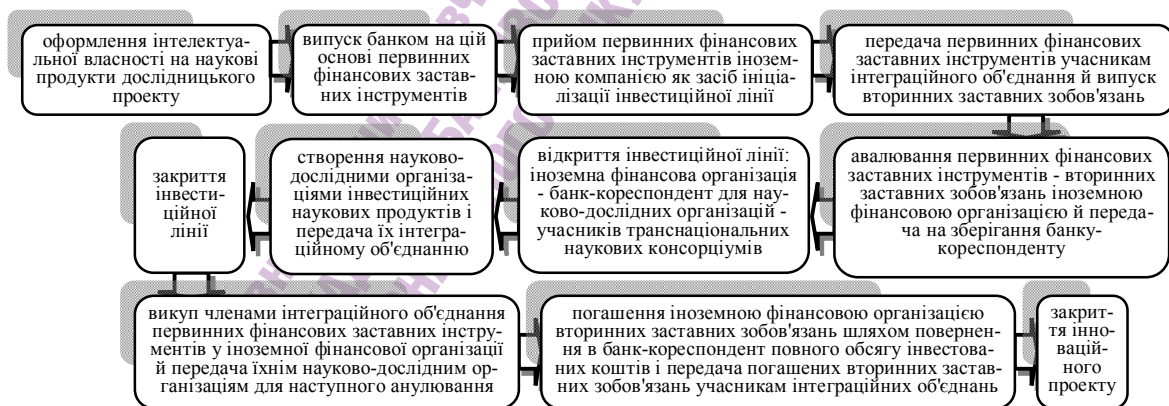 оформлення інтелектуа-
льної власності на наукові
продукти дослідницького
проекту
випуск банком на цій
основі первинних
фінансових застав-
них інструментів
прийом первинних фінансових
заставних інструментів інозем-
ною компанією як засіб ініціа-
лізації інвестиційної лінії
передача первинних фінансових
заставних інструментів учасникам
інтеграційного об'єднання й випуск
вторинних заставних зобов'язань
авалювання первинних фінансових
заставних інструментів - вторинних
заставних зобов'язань іноземною
фінансовою організацією й переда-
ча на зберігання банку-
кореспонденту
відкриття інвестиційної лінії:
іноземна фінансова організація
- банк-кореспондент для нау-
ково-дослідних організацій -
учасників транснаціональних
наукових консорціумів
створення науково-
дослідними організа-
ціями інвестиційних
наукових продуктів і
передача їх інтегра-
ційному об'єднанню
закриття
інвести-
ційної
лінії
викуп членами інтеграційного об'єднання
первинних фінансових заставних інстру-
ментів у іноземної фінансової організації
й передача їхнім науково-дослідним ор-
ганізаціям для наступного анулювання
погашення іноземною фінансовою організацією
вторинних заставних зобов'язань шляхом повернен-
ня в банк-кореспондент повного обсягу інвестова-
них коштів і передача погашених вторинних застав-
них зобов'язань учасникам інтеграційних об'єднань
закрит-
тя інно-
вацій-
ного
проекту